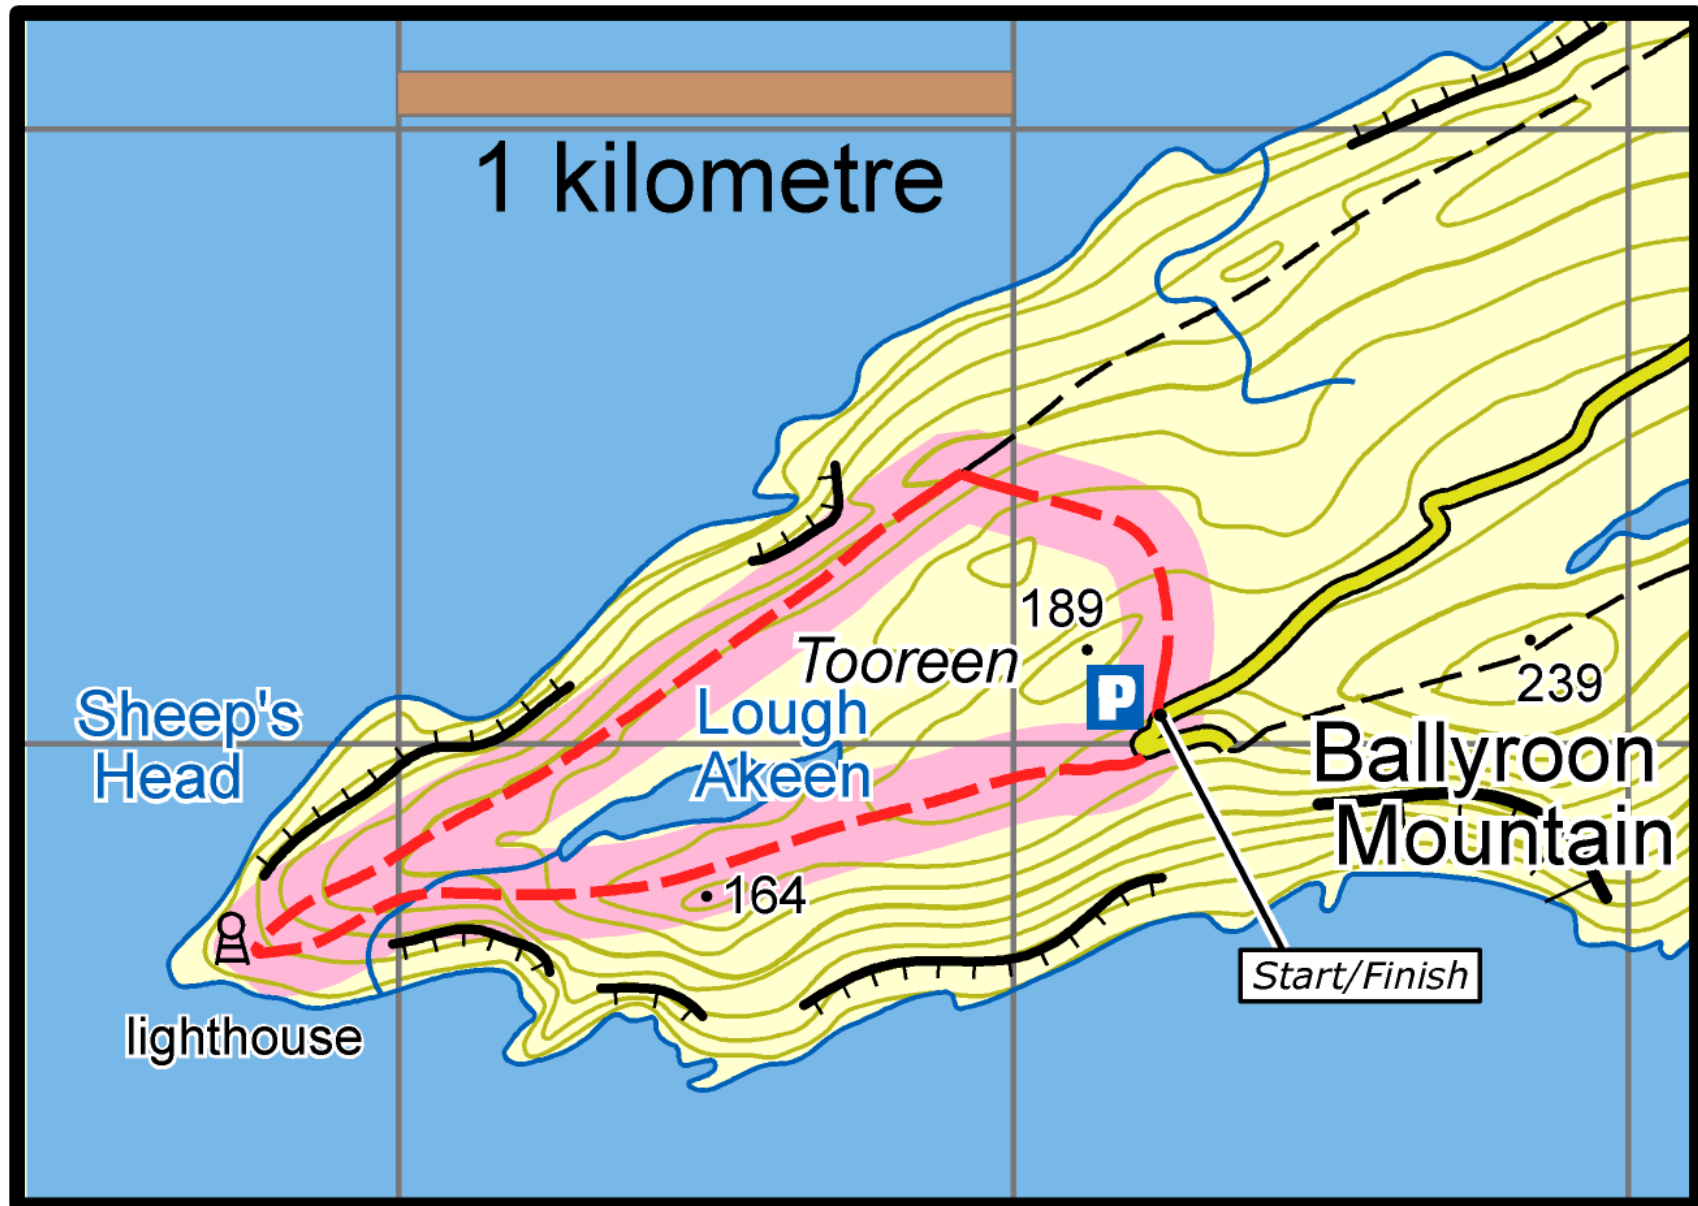 1 kilometre
189
Tooreen
P
239
Sheep's
Head
Lough
Akeen
Ballyroon
Mountain
164
Start/Finish
lighthouse